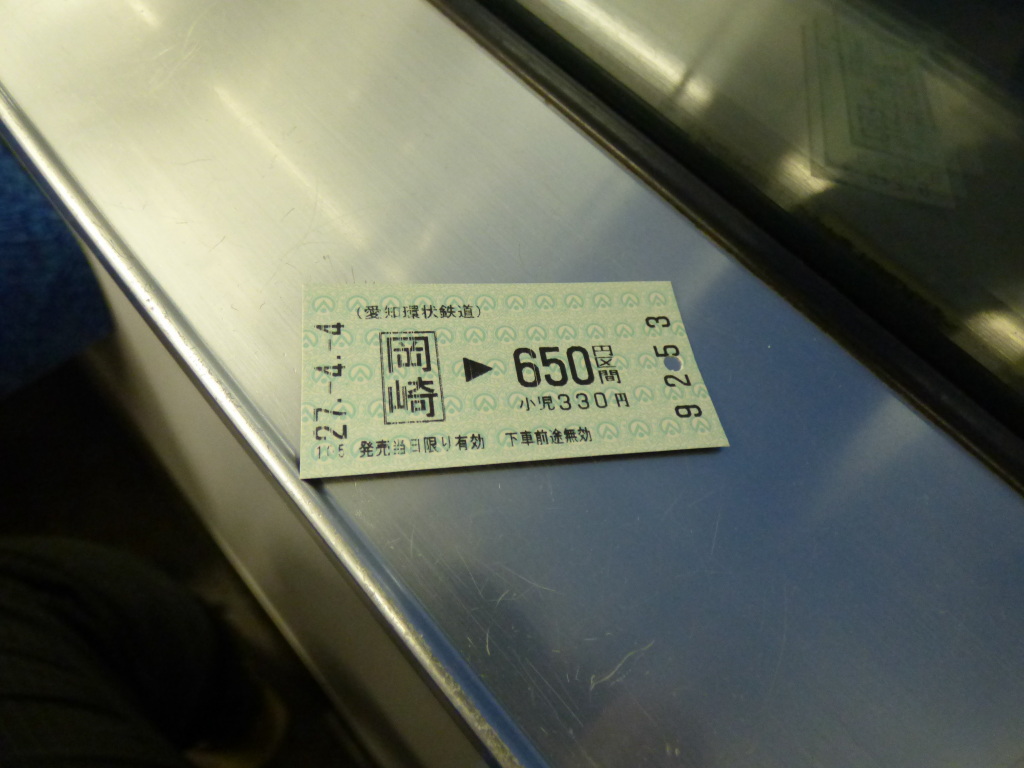 (愛知環状鉄道)
岡崎 ▶ 650円区間
小児330円
発売当日限り有効 下車前途無効
27.-4.-4
9253